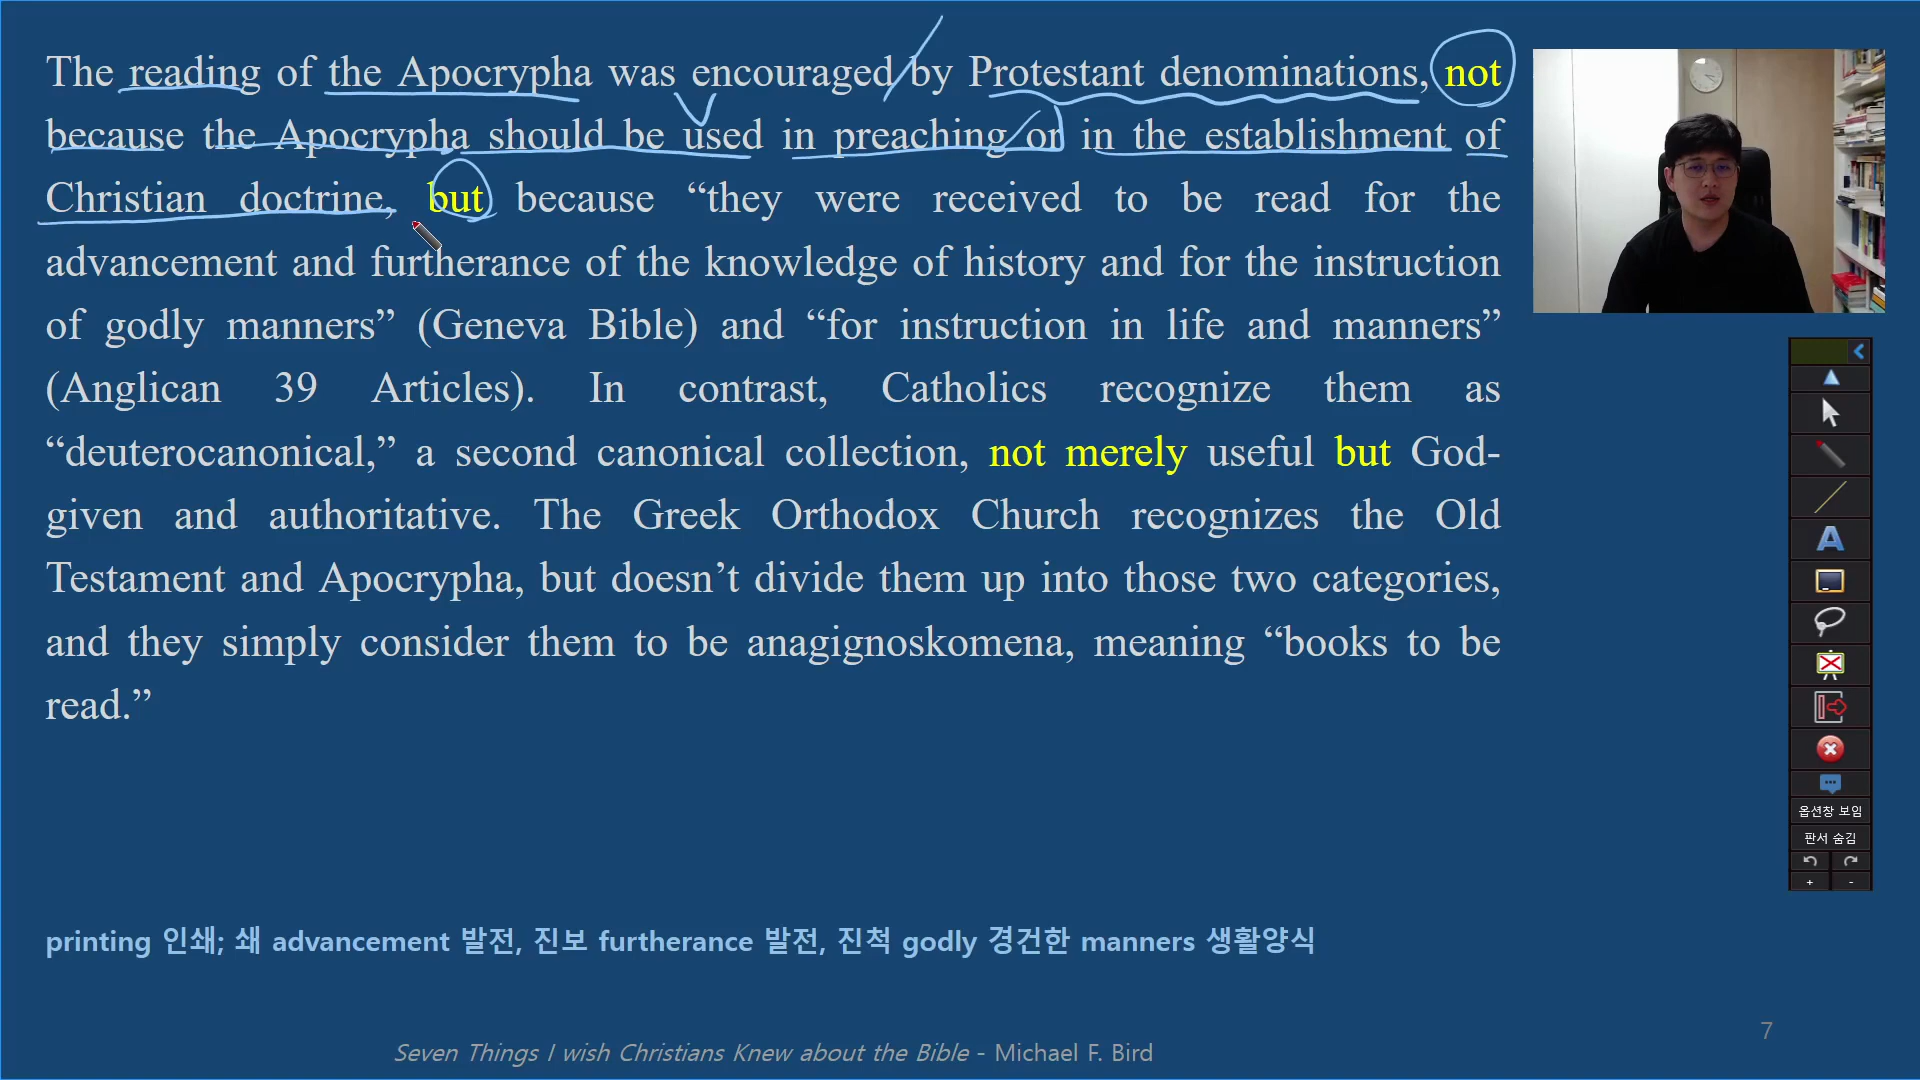 The reading of the Apocrypha was encouraged by Protestant denominations, not
because the Apocrypha should be used in preaching or in the establishment of
Christian doctrine, but because “they were received to be read for the
advancement and furtherance of the knowledge of history and for the instruction
of godly manners” (Geneva Bible) and “for instruction in life and manners”
(Anglican 39 Articles). In contrast, Catholics recognize them as
“deuterocanonical,” a second canonical collection, not merely useful but God-
given and authoritative. The Greek Orthodox Church recognizes the Old
Testament and Apocrypha, but doesn’t divide them up into those two categories,
and they simply consider them to be anagignoskomena, meaning “books to be
read.”
옵션창 보임
판서 숨김
+ -
printing 인쇄; 쇄 advancement 발전, 진보 furtherance 발전, 진척 godly 경건한 manners 생활양식
7
Seven Things I wish Christians Knew about the Bible - Michael F. Bird